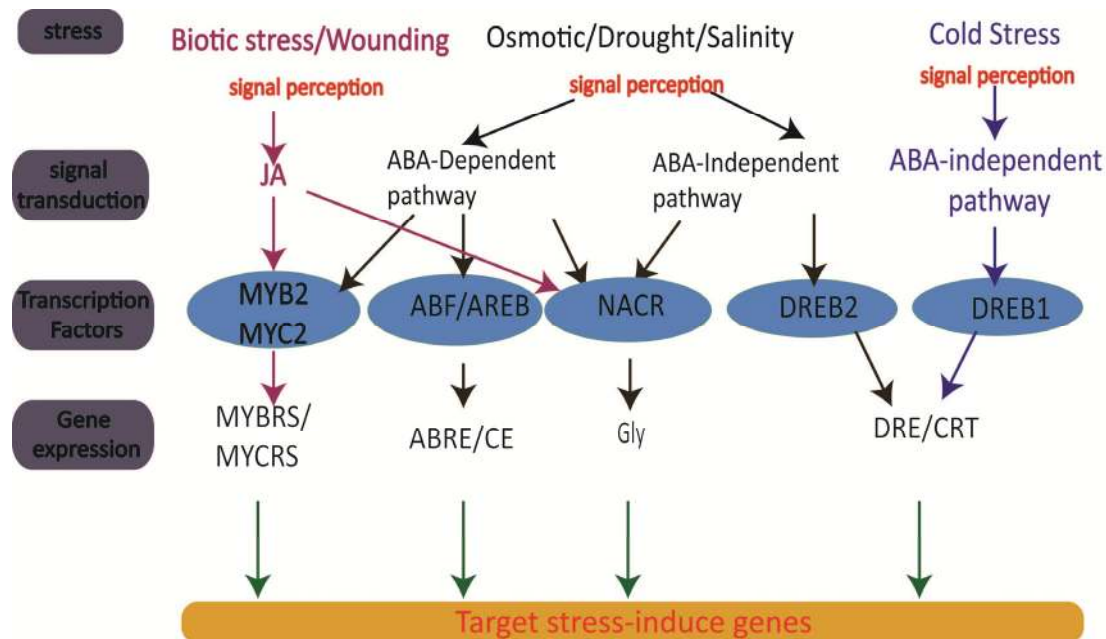 stress
Biotic stress/Wounding
Osmotic/Drought/Salinity
Cold Stress
signal perception
signal perception
signal perception
signal
transduction
JA
ABA-Dependent
pathway
ABA-Independent
pathway
ABA-independent
pathway
Transcription
Factors
MYB2
MYC2
ABF/AREB
NACR
DREB2
DREB1
Gene
expression
MYBRS/
MYCRS
ABRE/CE
Gly
DRE/CRT
Target stress-induce genes